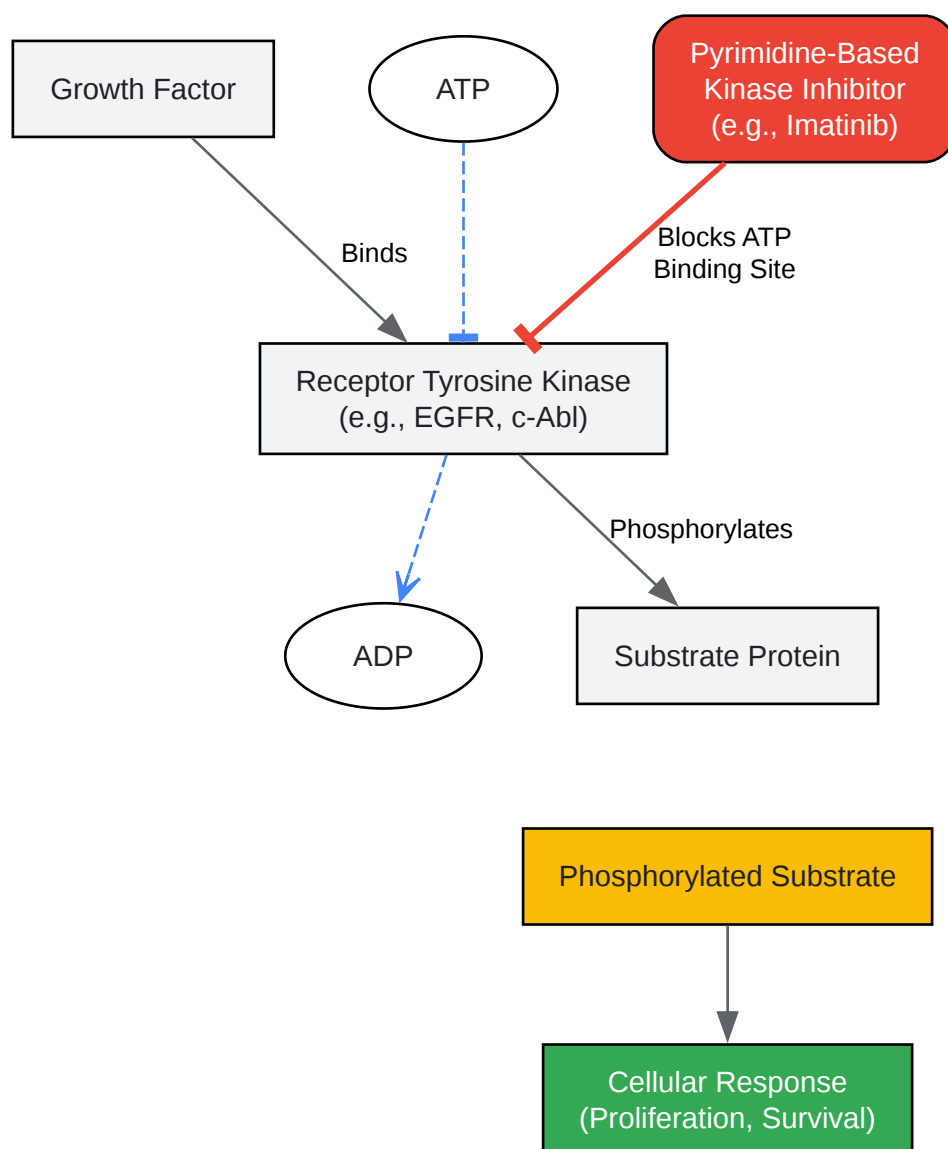 Growth Factor
ATP
Pyrimidine-Based
Kinase Inhibitor
(e.g., Imatinib)
Binds
Blocks ATP
Binding Site
Receptor Tyrosine Kinase
(e.g., EGFR, c-Abl)
Phosphorylates
ADP
Substrate Protein
Phosphorylated Substrate
Cellular Response
(Proliferation, Survival)